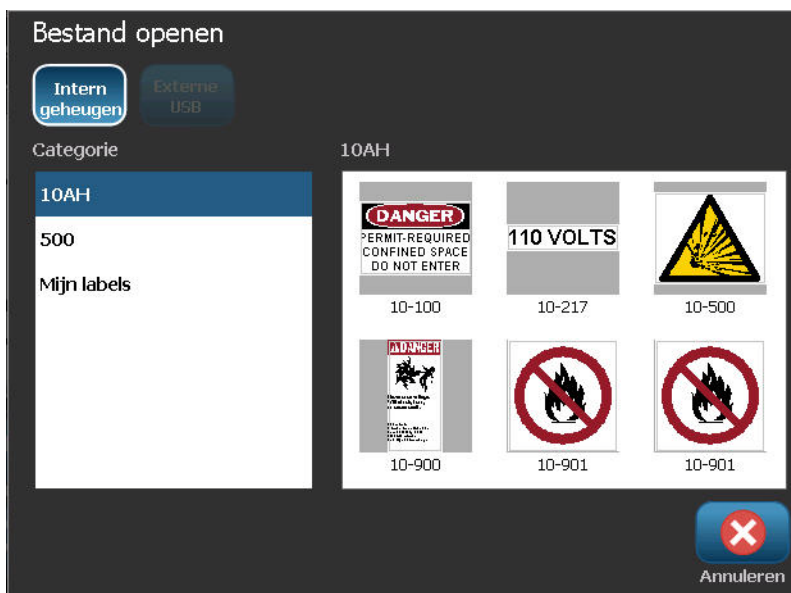 Bestand openen
Intern
geheugen
Externe
USB
Categorie
10AH
500
Mijn labels
10AH
DANGER
PERMIT-REQUIRED
CONFINED SPACE
DO NOT ENTER
10-100
110 VOLTS
10-217
10-500
DANGER
10-900
10-901
10-901
Annuleren